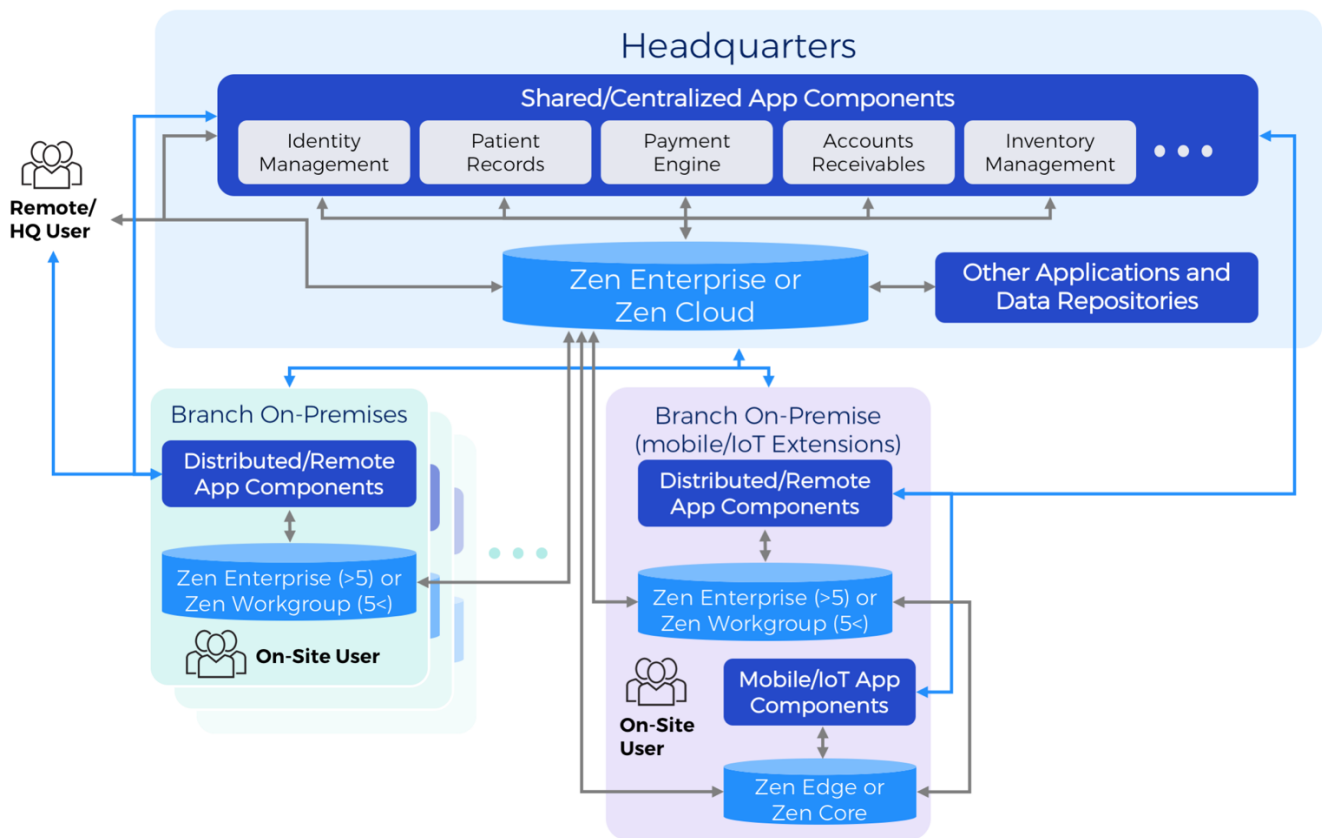 Headquarters
Shared/Centralized App Components
Identity
Management
Patient
Records
Payment
Engine
Accounts
Receivables
Inventory
Management
Remote/
HQ User
Zen Enterprise or
Zen Cloud
Other Applications and
Data Repositories
Branch On-Premises
Distributed/Remote
App Components
Zen Enterprise (>5) or
Zen Workgroup (5<)
On-Site User
Branch On-Premise
(mobile/IoT Extensions)
Distributed/Remote
App Components
Zen Enterprise (>5) or
Zen Workgroup (5<)
On-Site
User
Mobile/IoT App
Components
Zen Edge or
Zen Core